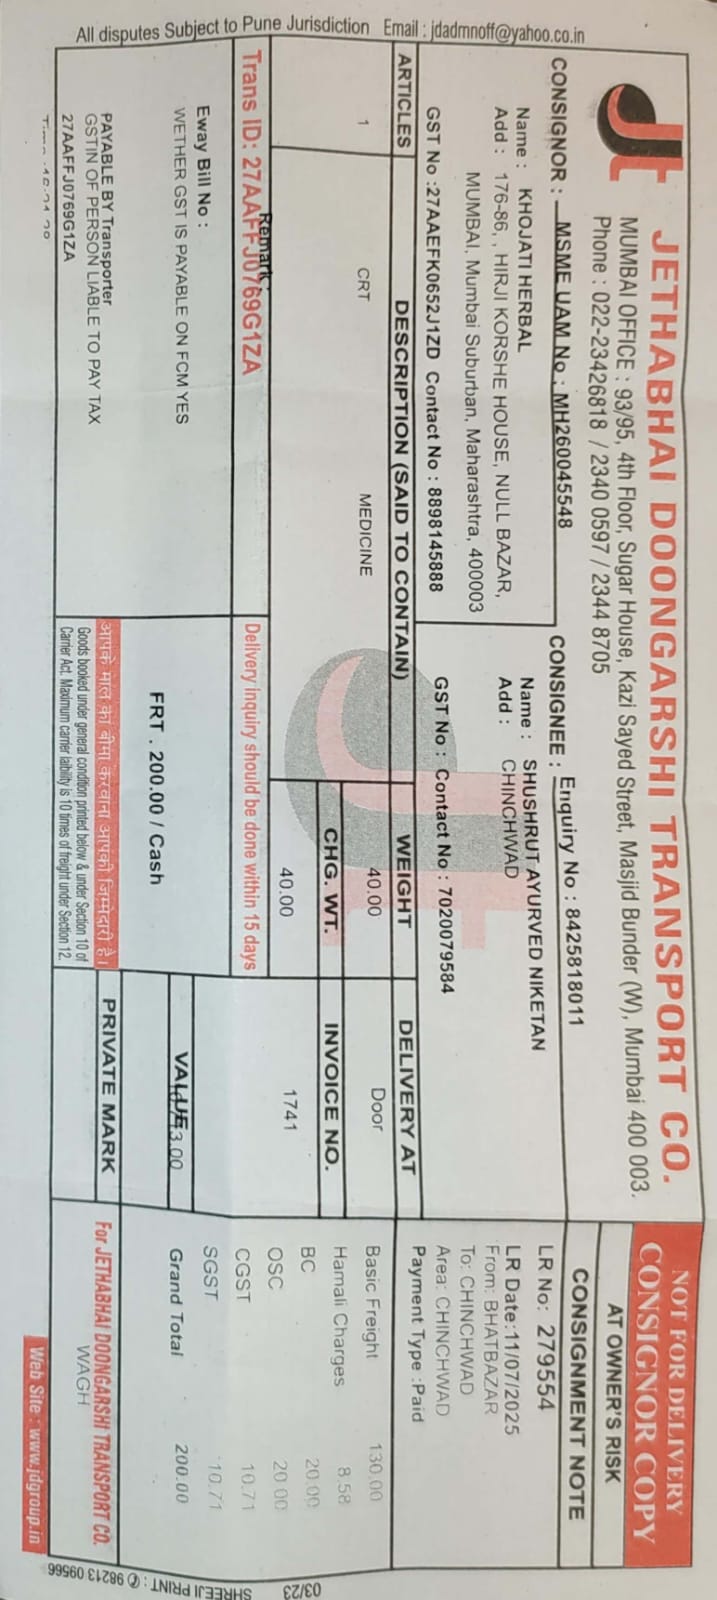 JETHABHAI DOONGARSHI TRANSPORT CO.
MUMBAI OFFICE : 93/95, 4th Floor, Sugar House, Kazi Sayed Street, Masjid Bunder (W), Mumbai 400 003.
Phone : 022-23426818 / 2340 0597 / 2344 8705
NOT FOR DELIVERY
CONSIGNOR COPY
AT OWNER'S RISK
CONSIGNMENT NOTE
CONSIGNOR : MSME UAM No : MH260045548
Name : KHOJATI HERBAL
Add : 176-86, , HIRJI KORSHE HOUSE, NULL BAZAR,
MUMBAI, Mumbai Suburban, Maharashtra, 400003
GST No :27AAEFK0652J1ZD Contact No : 8898145888
CONSIGNEE : Enquiry No : 8425818011
Name : SHUSHRUT AYURVED NIKETAN
Add : CHINCHWAD
GST No : Contact No : 7020079584
LR No: 279554
LR Date:11/07/2025
From: BHATBAZAR
To: CHINCHWAD
Area: CHINCHWAD
Payment Type :Paid
ARTICLES DESCRIPTION (SAID TO CONTAIN) WEIGHT DELIVERY AT
1 CRT MEDICINE 40.00 Door
CHG. WT. INVOICE NO.
40.00 1741
Basic Freight 130.00
Hamali Charges 8.58
BC 20.00
OSC 20.00
CGST 10.71
SGST 10.71
Grand Total 200.00
Remark :
Trans ID: 27AAFFJ0769G1ZA
Delivery inquiry should be done within 15 days
Eway Bill No :
WETHER GST IS PAYABLE ON FCM YES
FRT . 200.00 / Cash
VALUE
PAYABLE BY Transporter
GSTIN OF PERSON LIABLE TO PAY TAX
27AAFFJ0769G1ZA
आपके माल का बीमा करवाना आपकी जिम्मेदारी है।
Goods booked under general condition printed below & under Section 10 of
Carrier Act. Maximum carrier laibility is 10 times of freight under Section 12.
PRIVATE MARK
For JETHABHAI DOONGARSHI TRANSPORT CO.
WAGH
All disputes Subject to Pune Jurisdiction Email : jdadmnoff@yahoo.co.in
Web Site : www.jdgroup.in
03/23 SHREEJI PRINT : ✆ 98213 09566